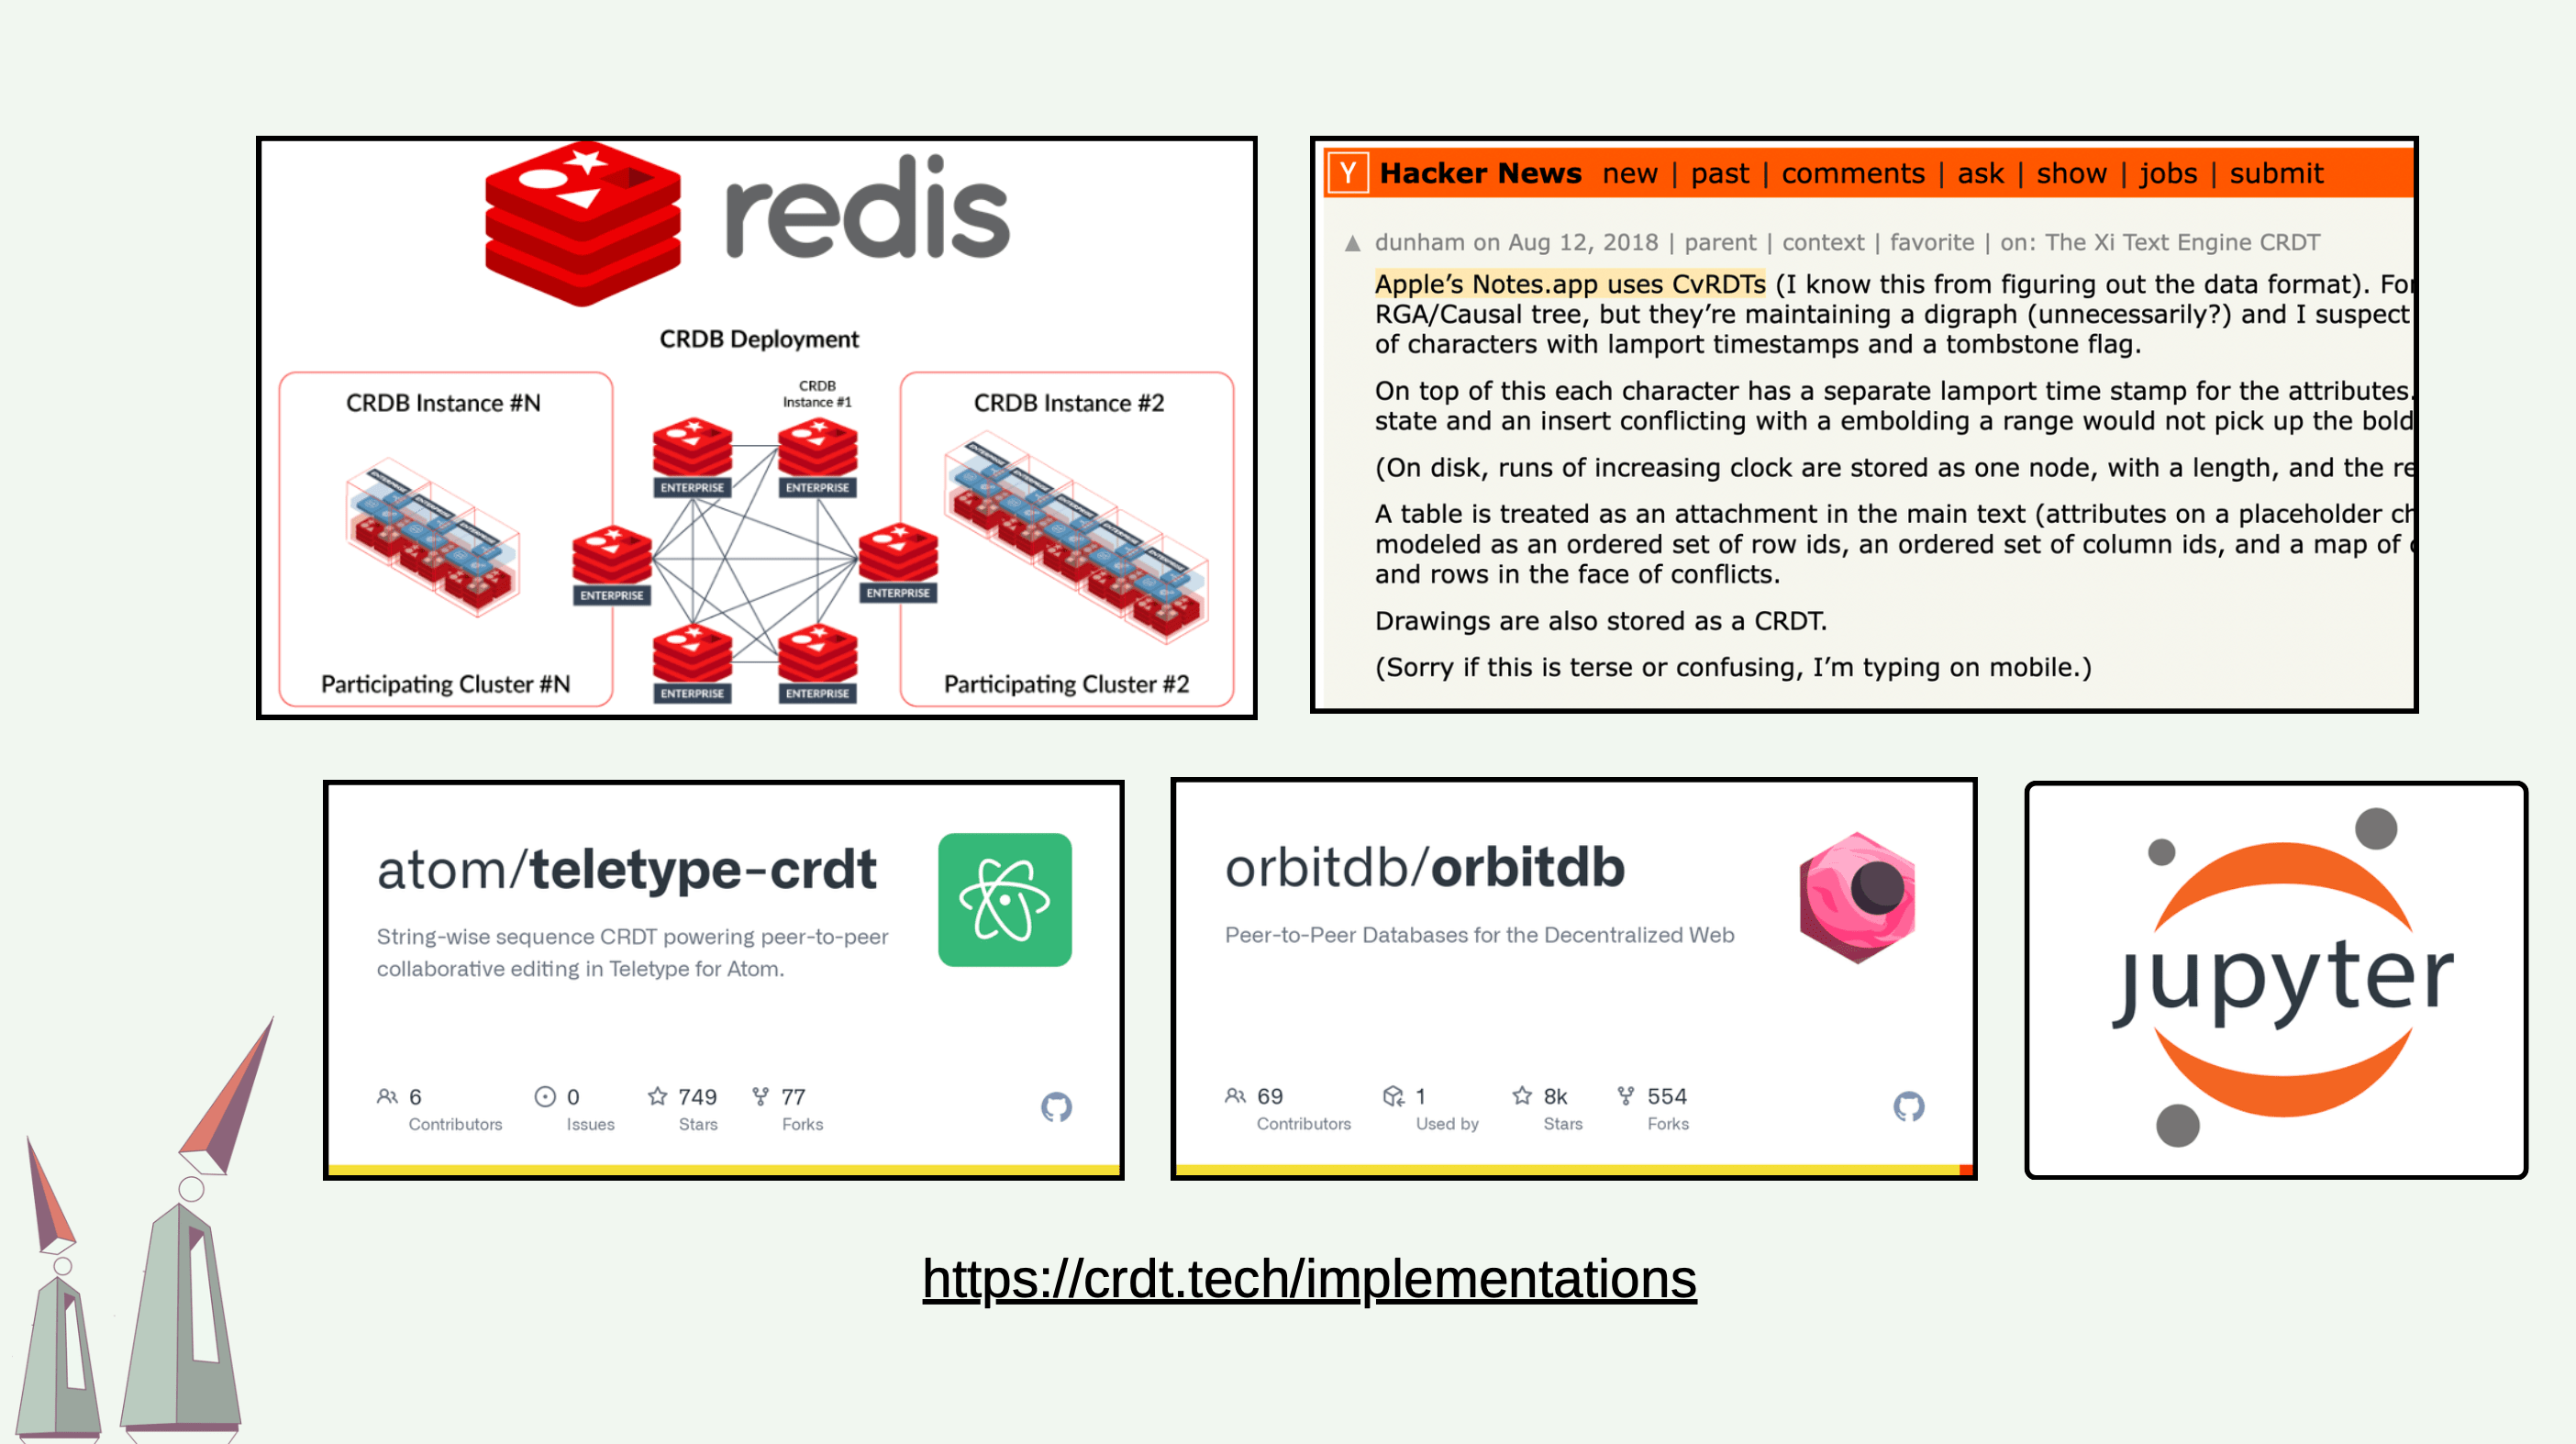 redis
CRDB Deployment
CRDB Instance #N
CRDB
Instance #1
CRDB Instance #2
ENTERPRISE
ENTERPRISE
ENTERPRISE
ENTERPRISE
ENTERPRISE
ENTERPRISE
Participating Cluster #N
Participating Cluster #2
Y Hacker News new | past | comments | ask | show | jobs | submit
▲ dunham on Aug 12, 2018 | parent | context | favorite | on: The Xi Text Engine CRDT
Apple’s Notes.app uses CvRDTs (I know this from figuring out the data format). For
RGA/Causal tree, but they’re maintaining a digraph (unnecessarily?) and I suspect
of characters with lamport timestamps and a tombstone flag.
On top of this each character has a separate lamport time stamp for the attributes.
state and an insert conflicting with a embolding a range would not pick up the bold
(On disk, runs of increasing clock are stored as one node, with a length, and the re
A table is treated as an attachment in the main text (attributes on a placeholder ch
modeled as an ordered set of row ids, an ordered set of column ids, and a map of
and rows in the face of conflicts.
Drawings are also stored as a CRDT.
(Sorry if this is terse or confusing, I’m typing on mobile.)
atom/teletype-crdt
String-wise sequence CRDT powering peer-to-peer
collaborative editing in Teletype for Atom.
6 0 749 77
Contributors Issues Stars Forks
orbitdb/orbitdb
Peer-to-Peer Databases for the Decentralized Web
69 1 8k 554
Contributors Used by Stars Forks
jupyter
https://crdt.tech/implementations